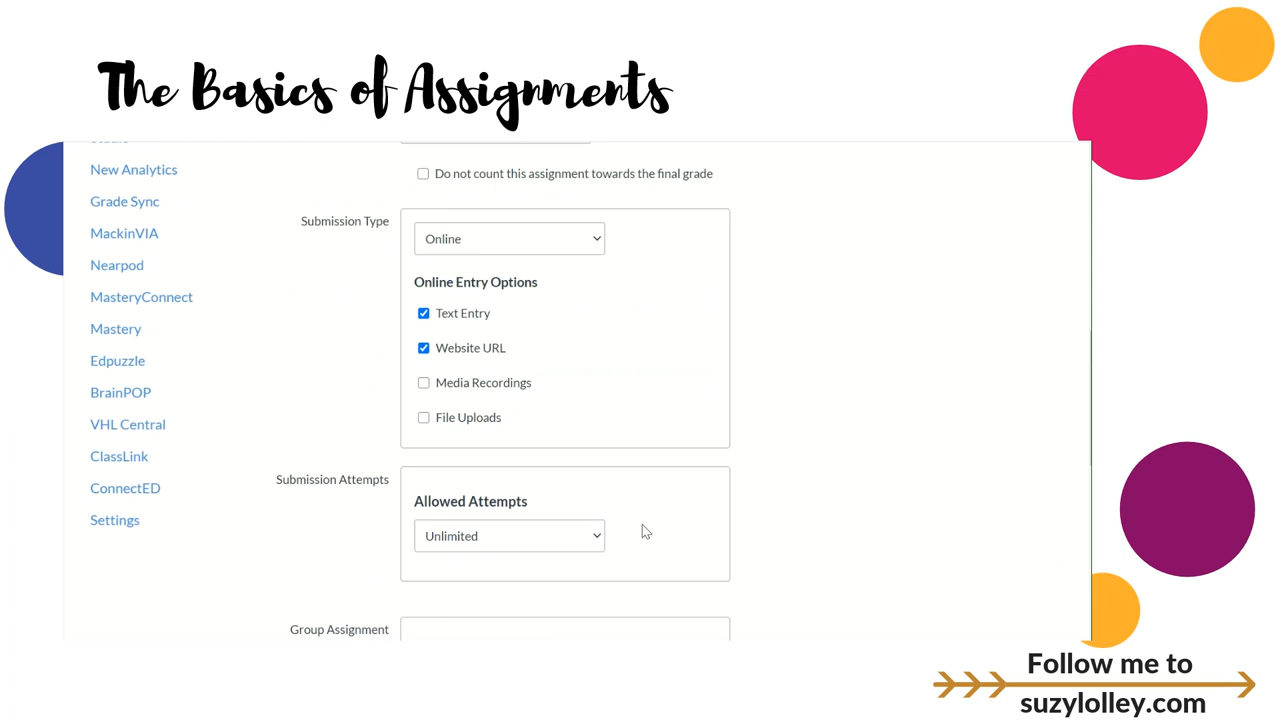 The Basics of Assignments
New Analytics
Grade Sync
MackinVIA
Nearpod
MasteryConnect
Mastery
Edpuzzle
BrainPOP
VHL Central
ClassLink
ConnectED
Settings
Do not count this assignment towards the final grade
Submission Type
Online
Online Entry Options
Text Entry
Website URL
Media Recordings
File Uploads
Submission Attempts
Allowed Attempts
Unlimited
Group Assignment
Follow me to
suzylolley.com